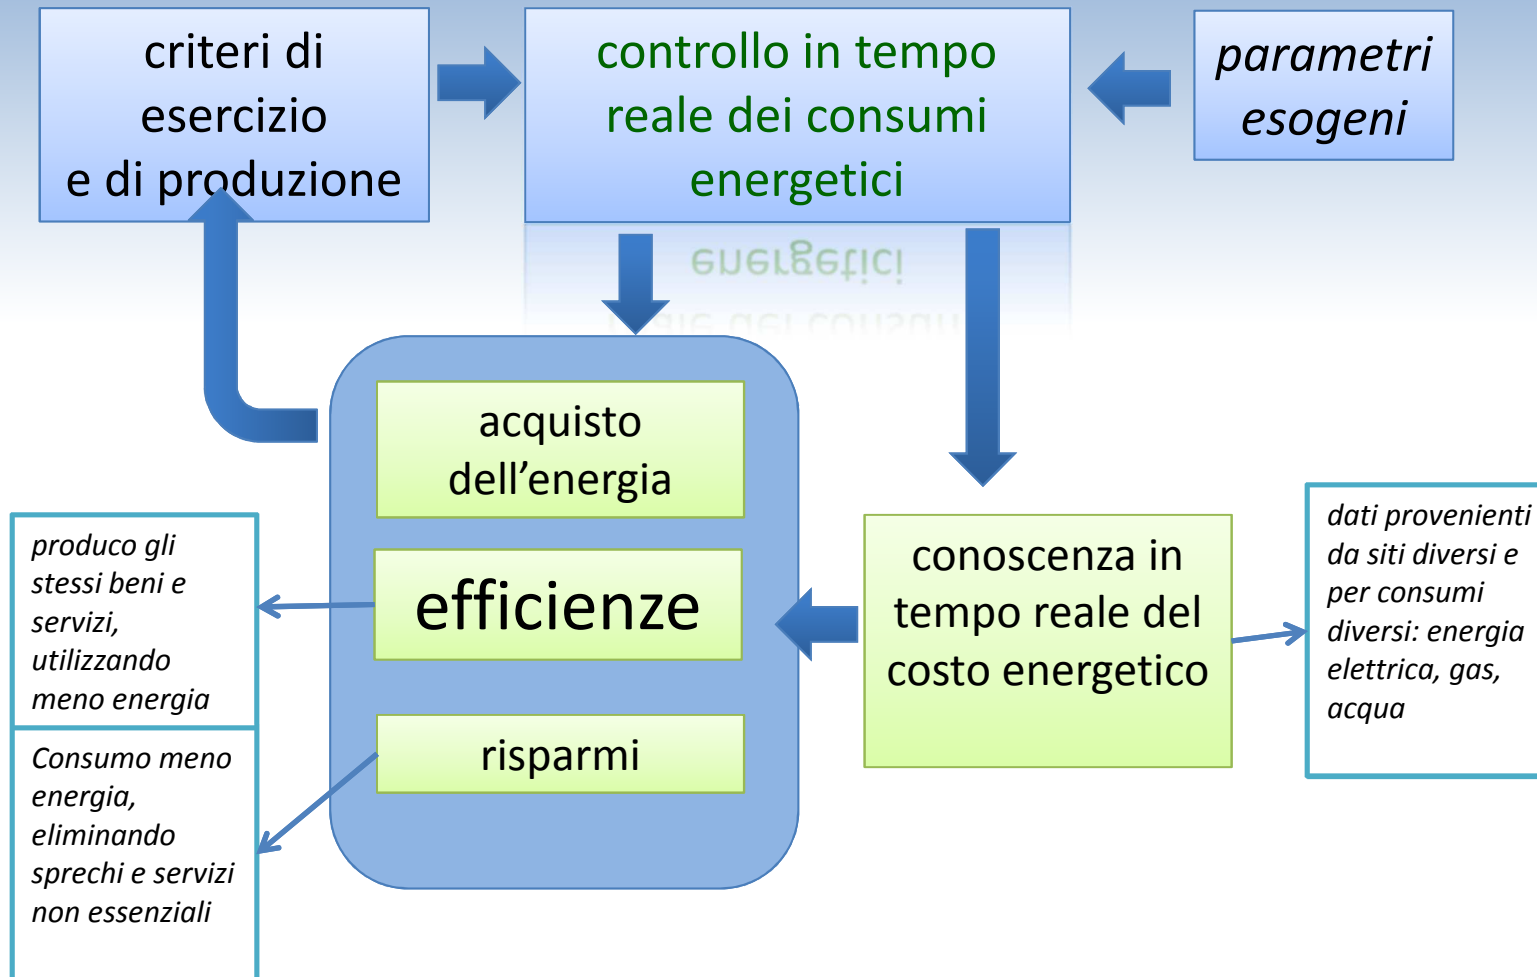 criteri di
esercizio
e di produzione
controllo in tempo
reale dei consumi
energetici
parametri
esogeni
acquisto
dell’energia
efficienze
risparmi
conoscenza in
tempo reale del
costo energetico
dati provenienti
da siti diversi e
per consumi
diversi: energia
elettrica, gas,
acqua
produco gli
stessi beni e
servizi,
utilizzando
meno energia
Consumo meno
energia,
eliminando
sprechi e servizi
non essenziali